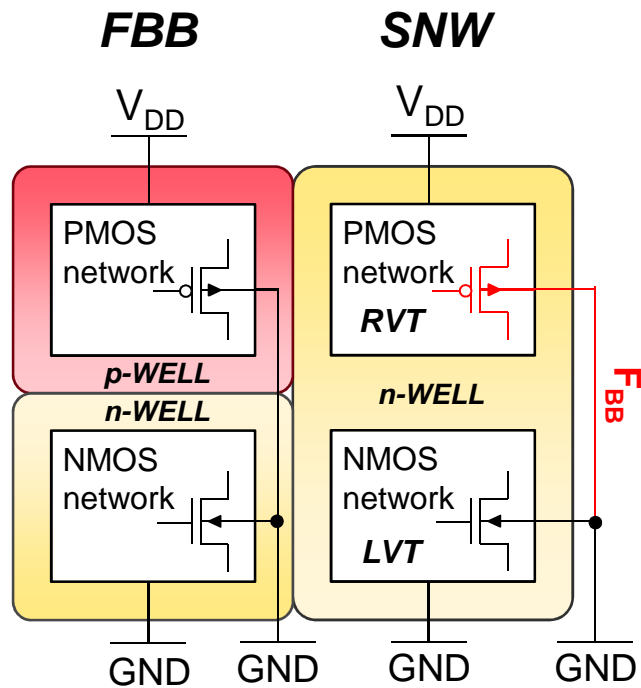 FBB
SNW
VDD
VDD
PMOS
network
p-WELL
n-WELL
NMOS
network
GND
GND
PMOS
network
RVT
n-WELL
FBB
NMOS
network
LVT
GND
GND